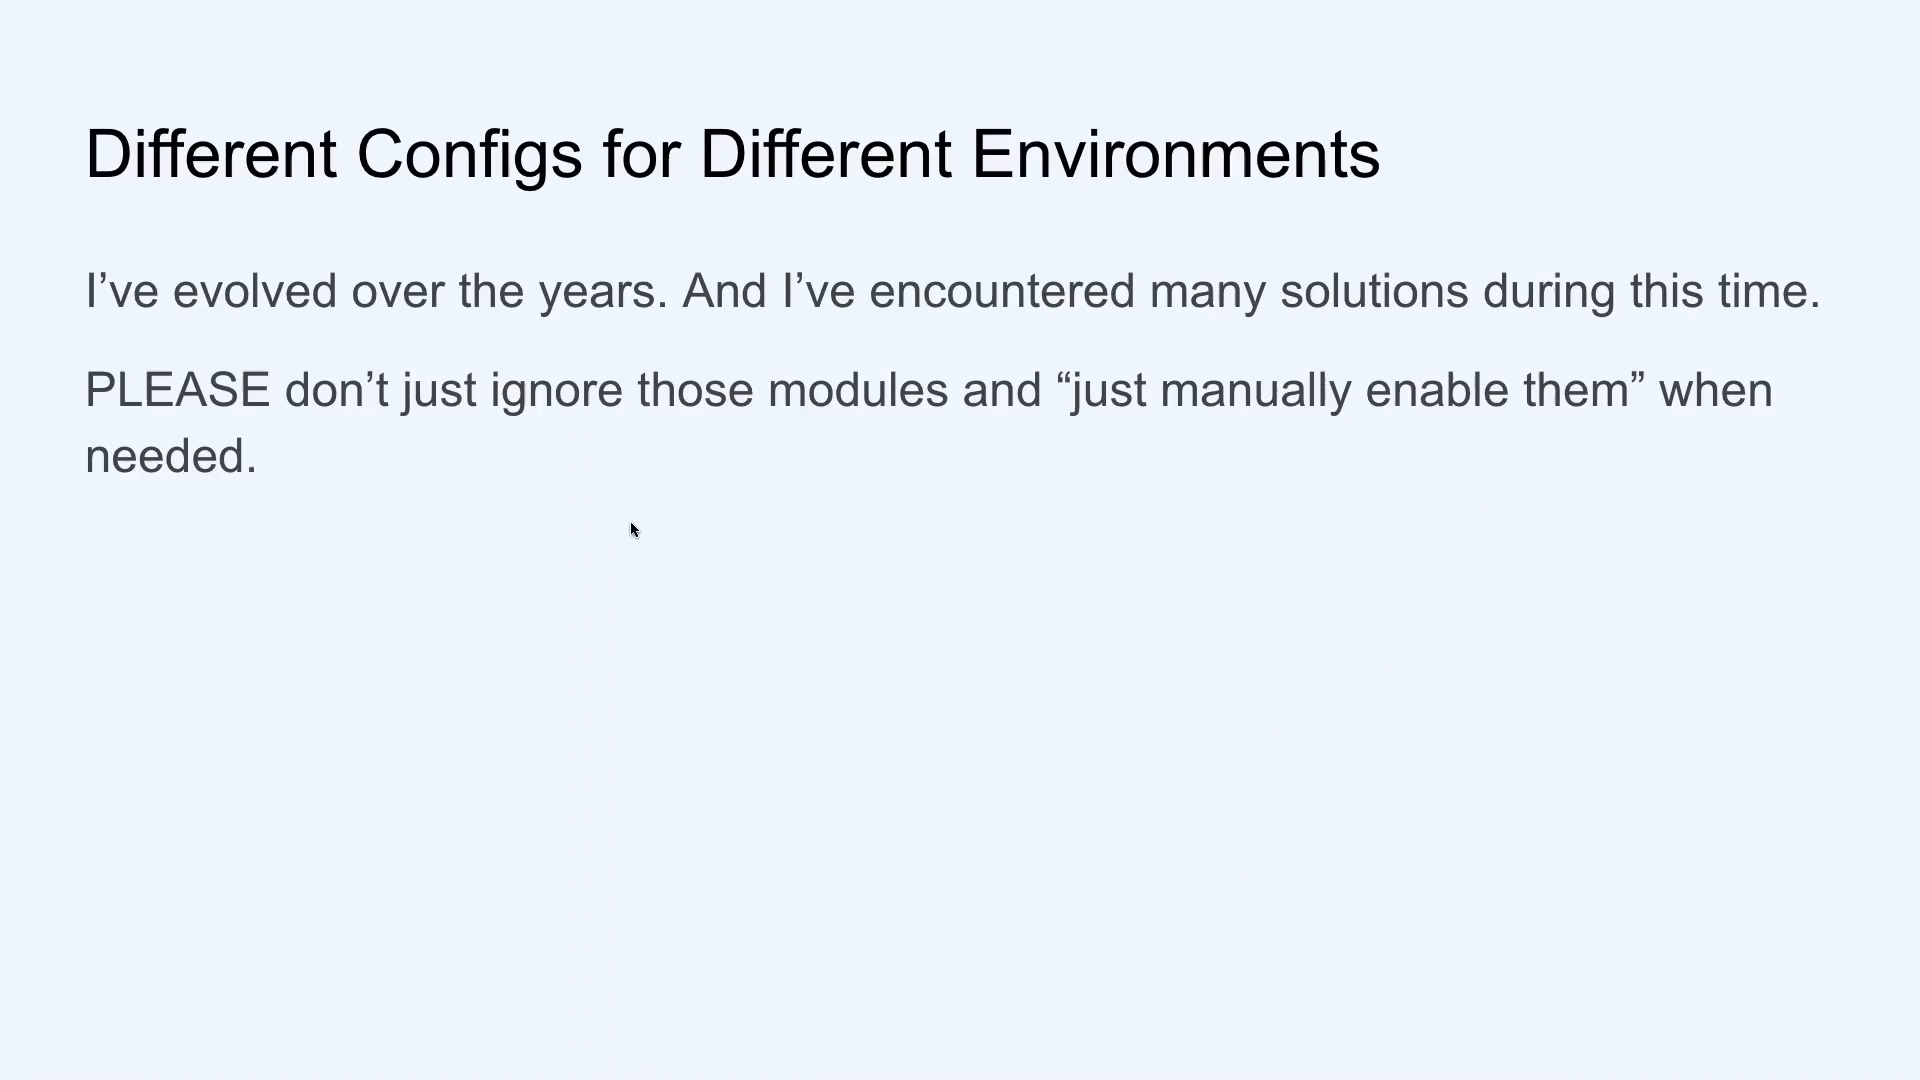 Different Configs for Different Environments
I’ve evolved over the years. And I’ve encountered many solutions during this time.
PLEASE don’t just ignore those modules and “just manually enable them” when
needed.